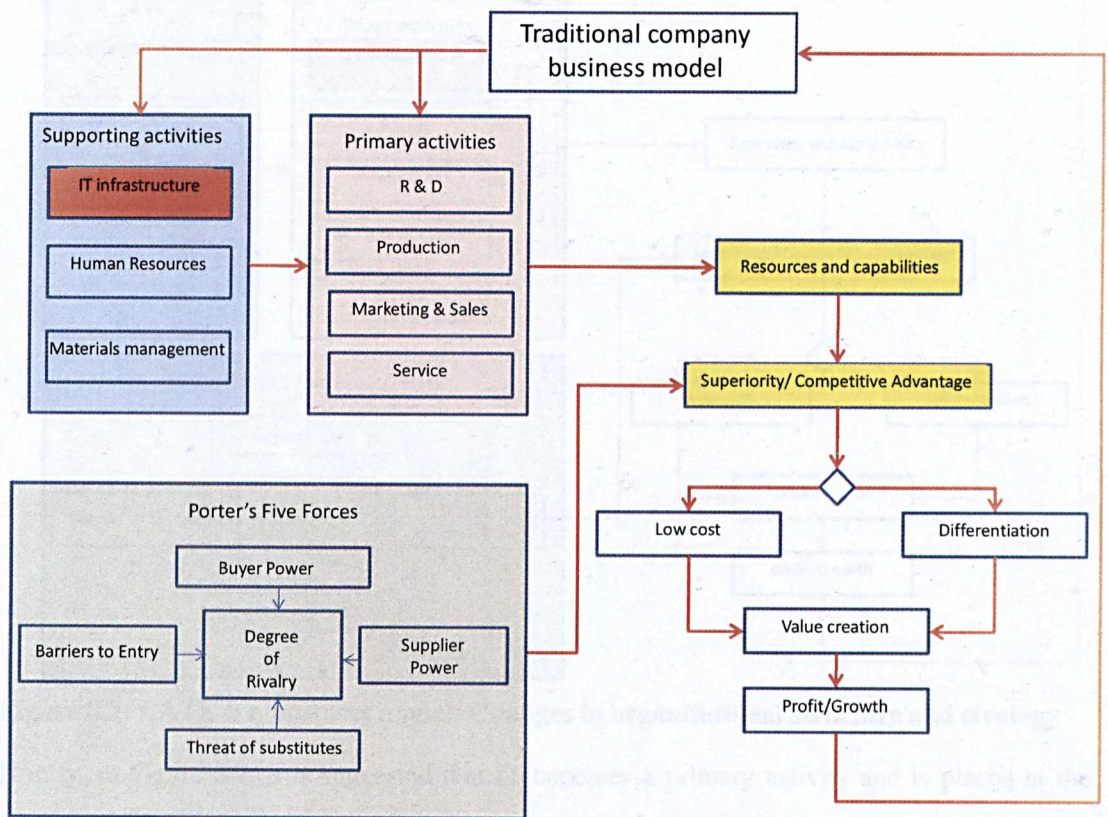 Traditional company
business model
Supporting activities
IT infrastructure
Human Resources
Materials management
Primary activities
R & D
Production
Marketing & Sales
Service
Resources and capabilities
Superiority/ Competitive Advantage
Low cost
Differentiation
Value creation
Profit/Growth
Porter's Five Forces
Buyer Power
Barriers to Entry
Degree
of
Rivalry
Supplier
Power
Threat of substitutes